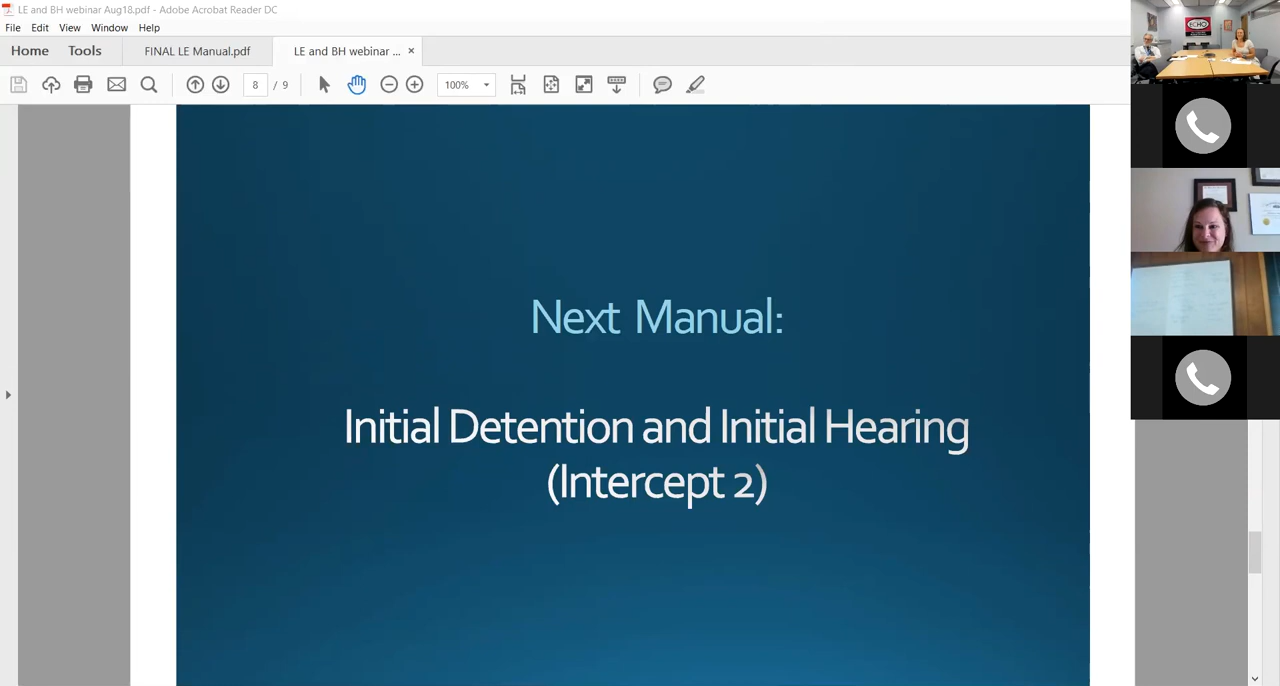 LE and BH webinar Aug18.pdf - Adobe Acrobat Reader DC
File Edit View Window Help
Home Tools FINAL LE Manual.pdf LE and BH webinar ... ×
8 / 9 100%
ECHO
Next Manual:
Initial Detention and Initial Hearing
(Intercept 2)